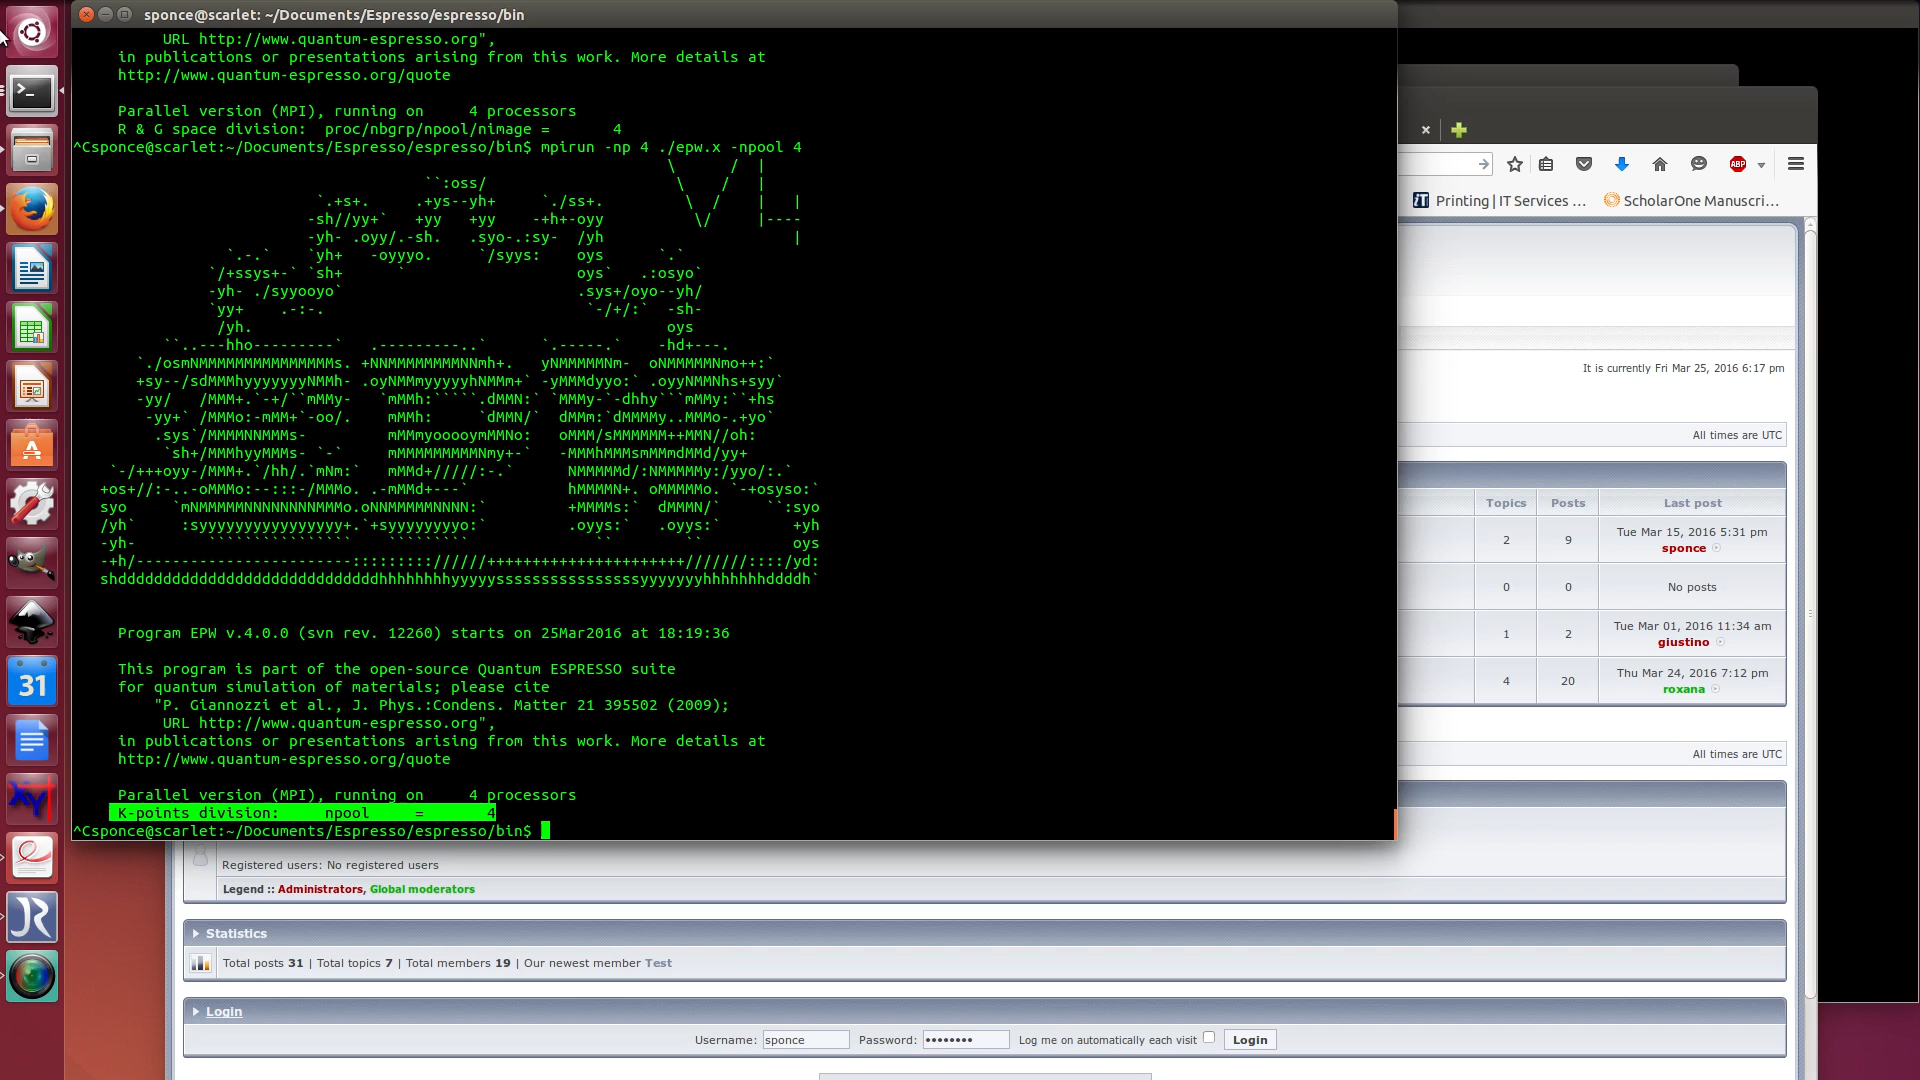 sponce@scarlet: ~/Documents/Espresso/espresso/bin
URL http://www.quantum-espresso.org",
in publications or presentations arising from this work. More details at
http://www.quantum-espresso.org/quote
Parallel version (MPI), running on     4 processors
R & G space division:  proc/nbgrp/npool/nimage =       4
^Csponce@scarlet:~/Documents/Espresso/espresso/bin$ mpirun -np 4 ./epw.x -npool 4
Program EPW v.4.0.0 (svn rev. 12260) starts on 25Mar2016 at 18:19:36
This program is part of the open-source Quantum ESPRESSO suite
for quantum simulation of materials; please cite
"P. Giannozzi et al., J. Phys.:Condens. Matter 21 395502 (2009);
URL http://www.quantum-espresso.org",
in publications or presentations arising from this work. More details at
http://www.quantum-espresso.org/quote
Parallel version (MPI), running on     4 processors
K-points division:     npool     =       4
^Csponce@scarlet:~/Documents/Espresso/espresso/bin$
ABP
Printing | IT Services ...
ScholarOne Manuscri...
It is currently Fri Mar 25, 2016 6:17 pm
All times are UTC
Topics Posts Last post
2 9 Tue Mar 15, 2016 5:31 pm
sponce
0 0 No posts
1 2 Tue Mar 01, 2016 11:34 am
giustino
4 20 Thu Mar 24, 2016 7:12 pm
roxana
All times are UTC
Registered users: No registered users
Legend :: Administrators, Global moderators
Statistics
Total posts 31 | Total topics 7 | Total members 19 | Our newest member Test
Login
Username: sponce Password: •••••••• Log me on automatically each visit Login
31